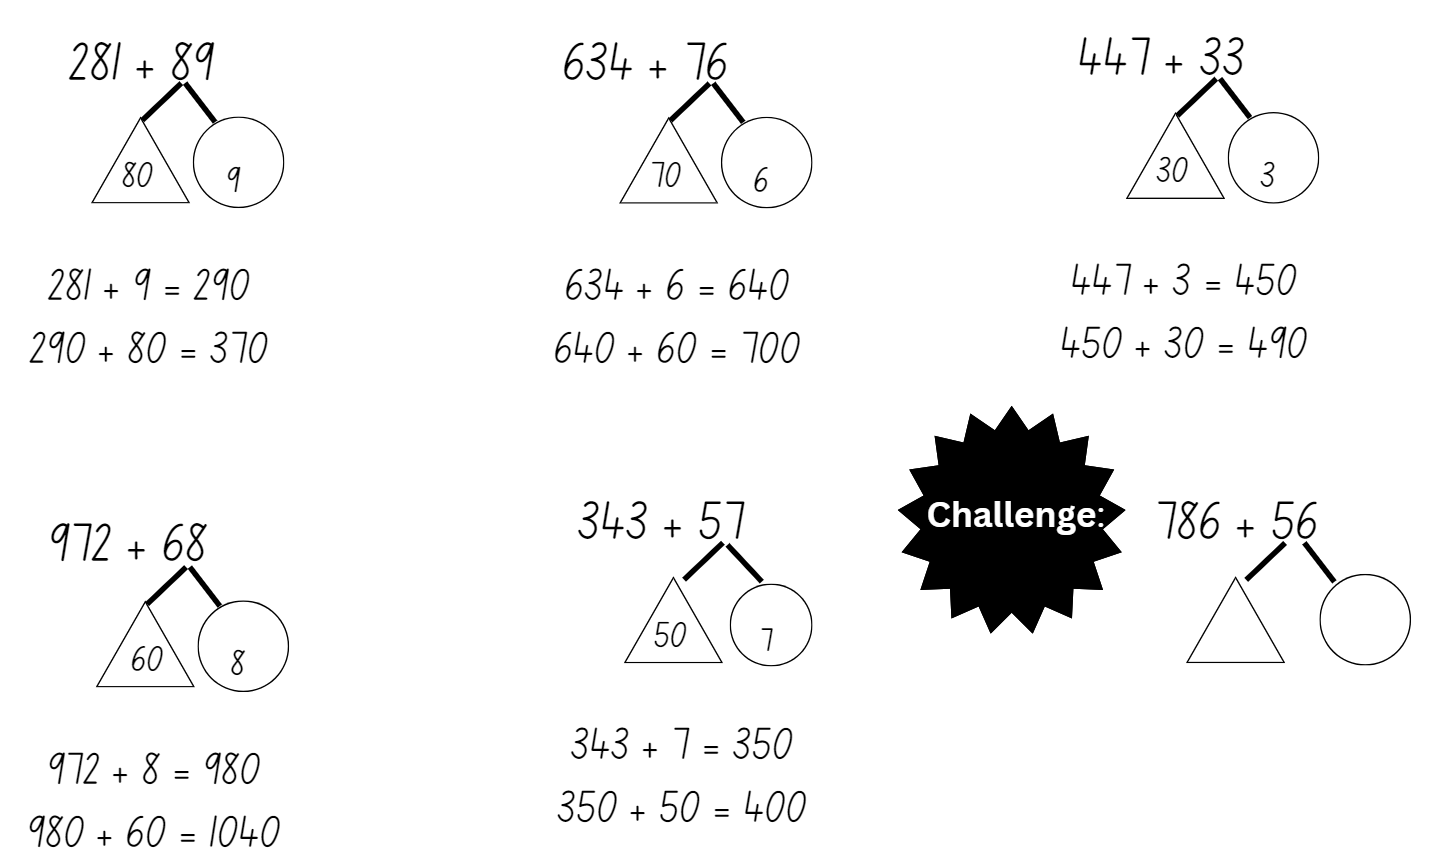 281 + 89
80 9
281 + 9 = 290
290 + 80 = 370
634 + 76
70 6
634 + 6 = 640
640 + 60 = 700
447 + 33
30 3
447 + 3 = 450
450 + 30 = 490
972 + 68
60 8
972 + 8 = 980
980 + 60 = 1040
343 + 57
50 7
343 + 7 = 350
350 + 50 = 400
Challenge: 786 + 56